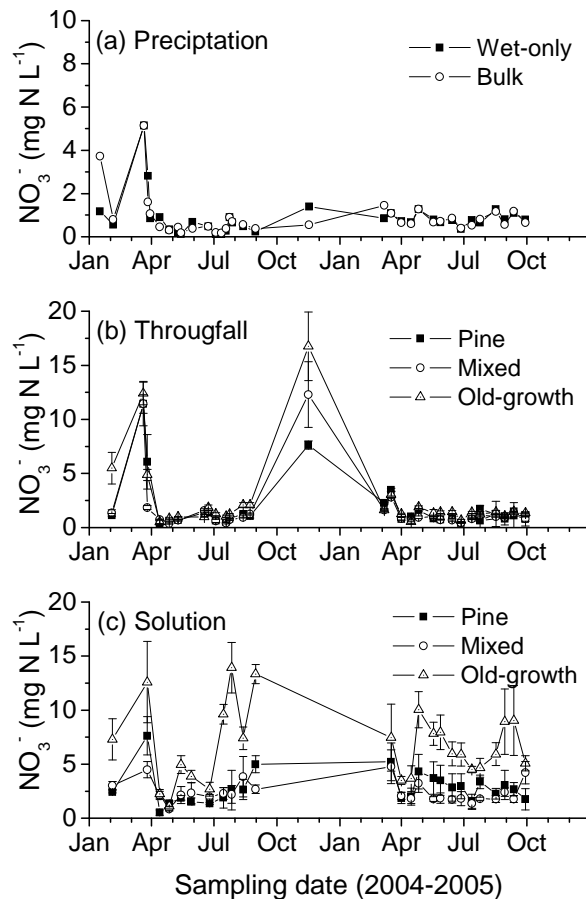 (a) Preciptation
Wet-only
Bulk
NO₃⁻ (mg N L⁻¹)
10
8
6
4
2
0
Jan Apr Jul Oct Jan Apr Jul Oct
(b) Througfall
Pine
Mixed
Old-growth
NO₃⁻ (mg N L⁻¹)
20
15
10
5
0
Jan Apr Jul Oct Jan Apr Jul Oct
(c) Solution
Pine
Mixed
Old-growth
NO₃⁻ (mg N L⁻¹)
20
15
10
5
0
Jan Apr Jul Oct Jan Apr Jul Oct
Sampling date (2004-2005)